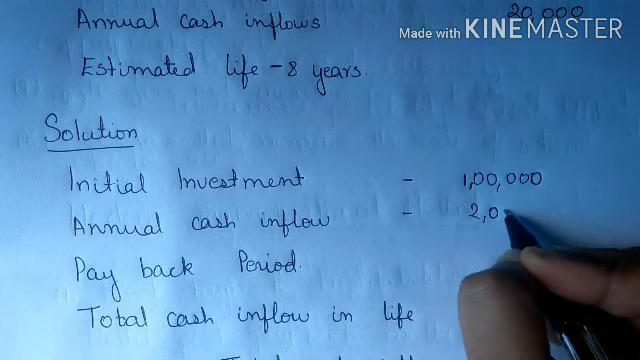 Annual cash inflows 20,000
Made with KINEMASTER
Estimated life - 8 years.
Solution
Initial Investment - 1,00,000
Annual cash inflow - 2,0
Pay back Period.
Total cash inflow in life